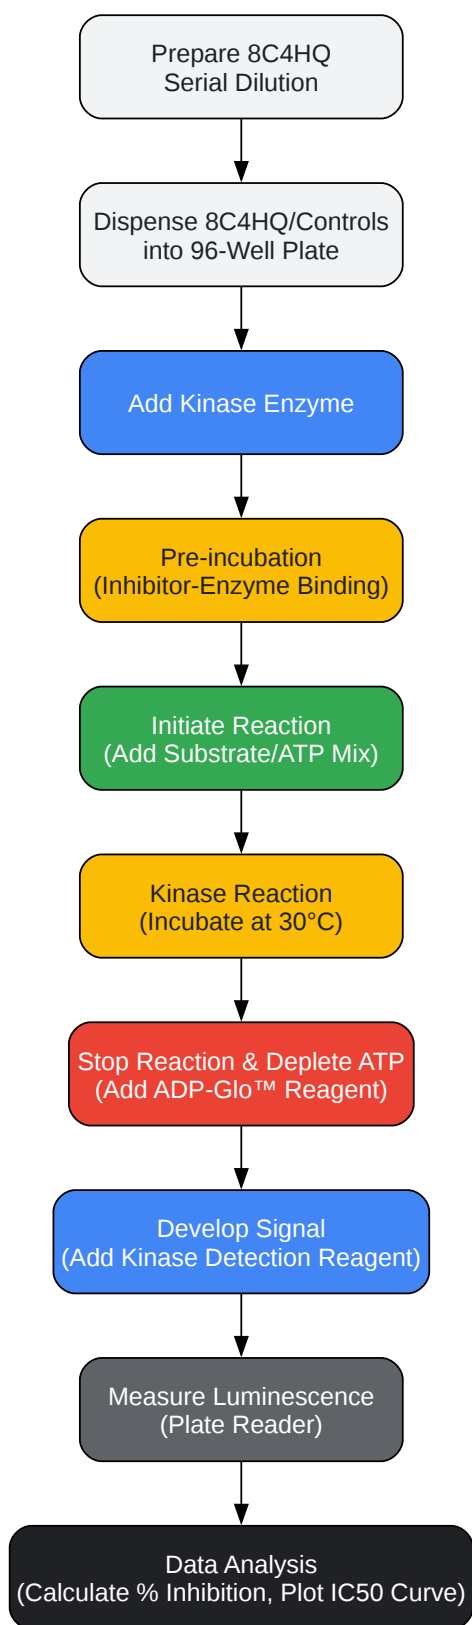 Prepare 8C4HQ
Serial Dilution
Dispense 8C4HQ/Controls
into 96-Well Plate
Add Kinase Enzyme
Pre-incubation
(Inhibitor-Enzyme Binding)
Initiate Reaction
(Add Substrate/ATP Mix)
Kinase Reaction
(Incubate at 30°C)
Stop Reaction & Deplete ATP
(Add ADP-Glo™ Reagent)
Develop Signal
(Add Kinase Detection Reagent)
Measure Luminescence
(Plate Reader)
Data Analysis
(Calculate % Inhibition, Plot IC50 Curve)